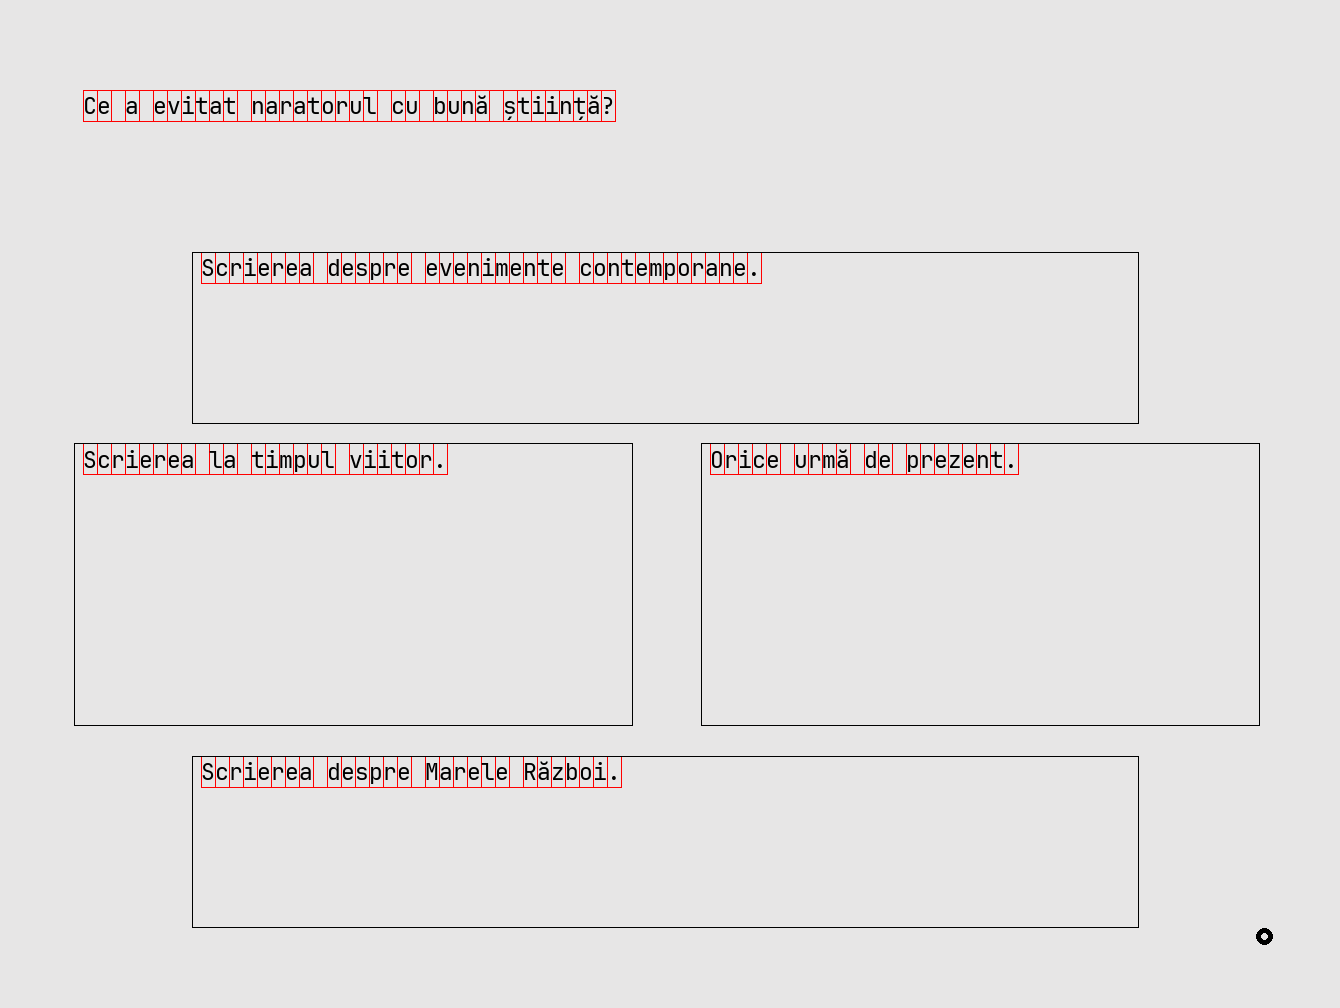 Ce a evitat naratorul cu bună știință?
Scrierea despre evenimente contemporane.
Scrierea la timpul viitor.
Orice urmă de prezent.
Scrierea despre Marele Război.